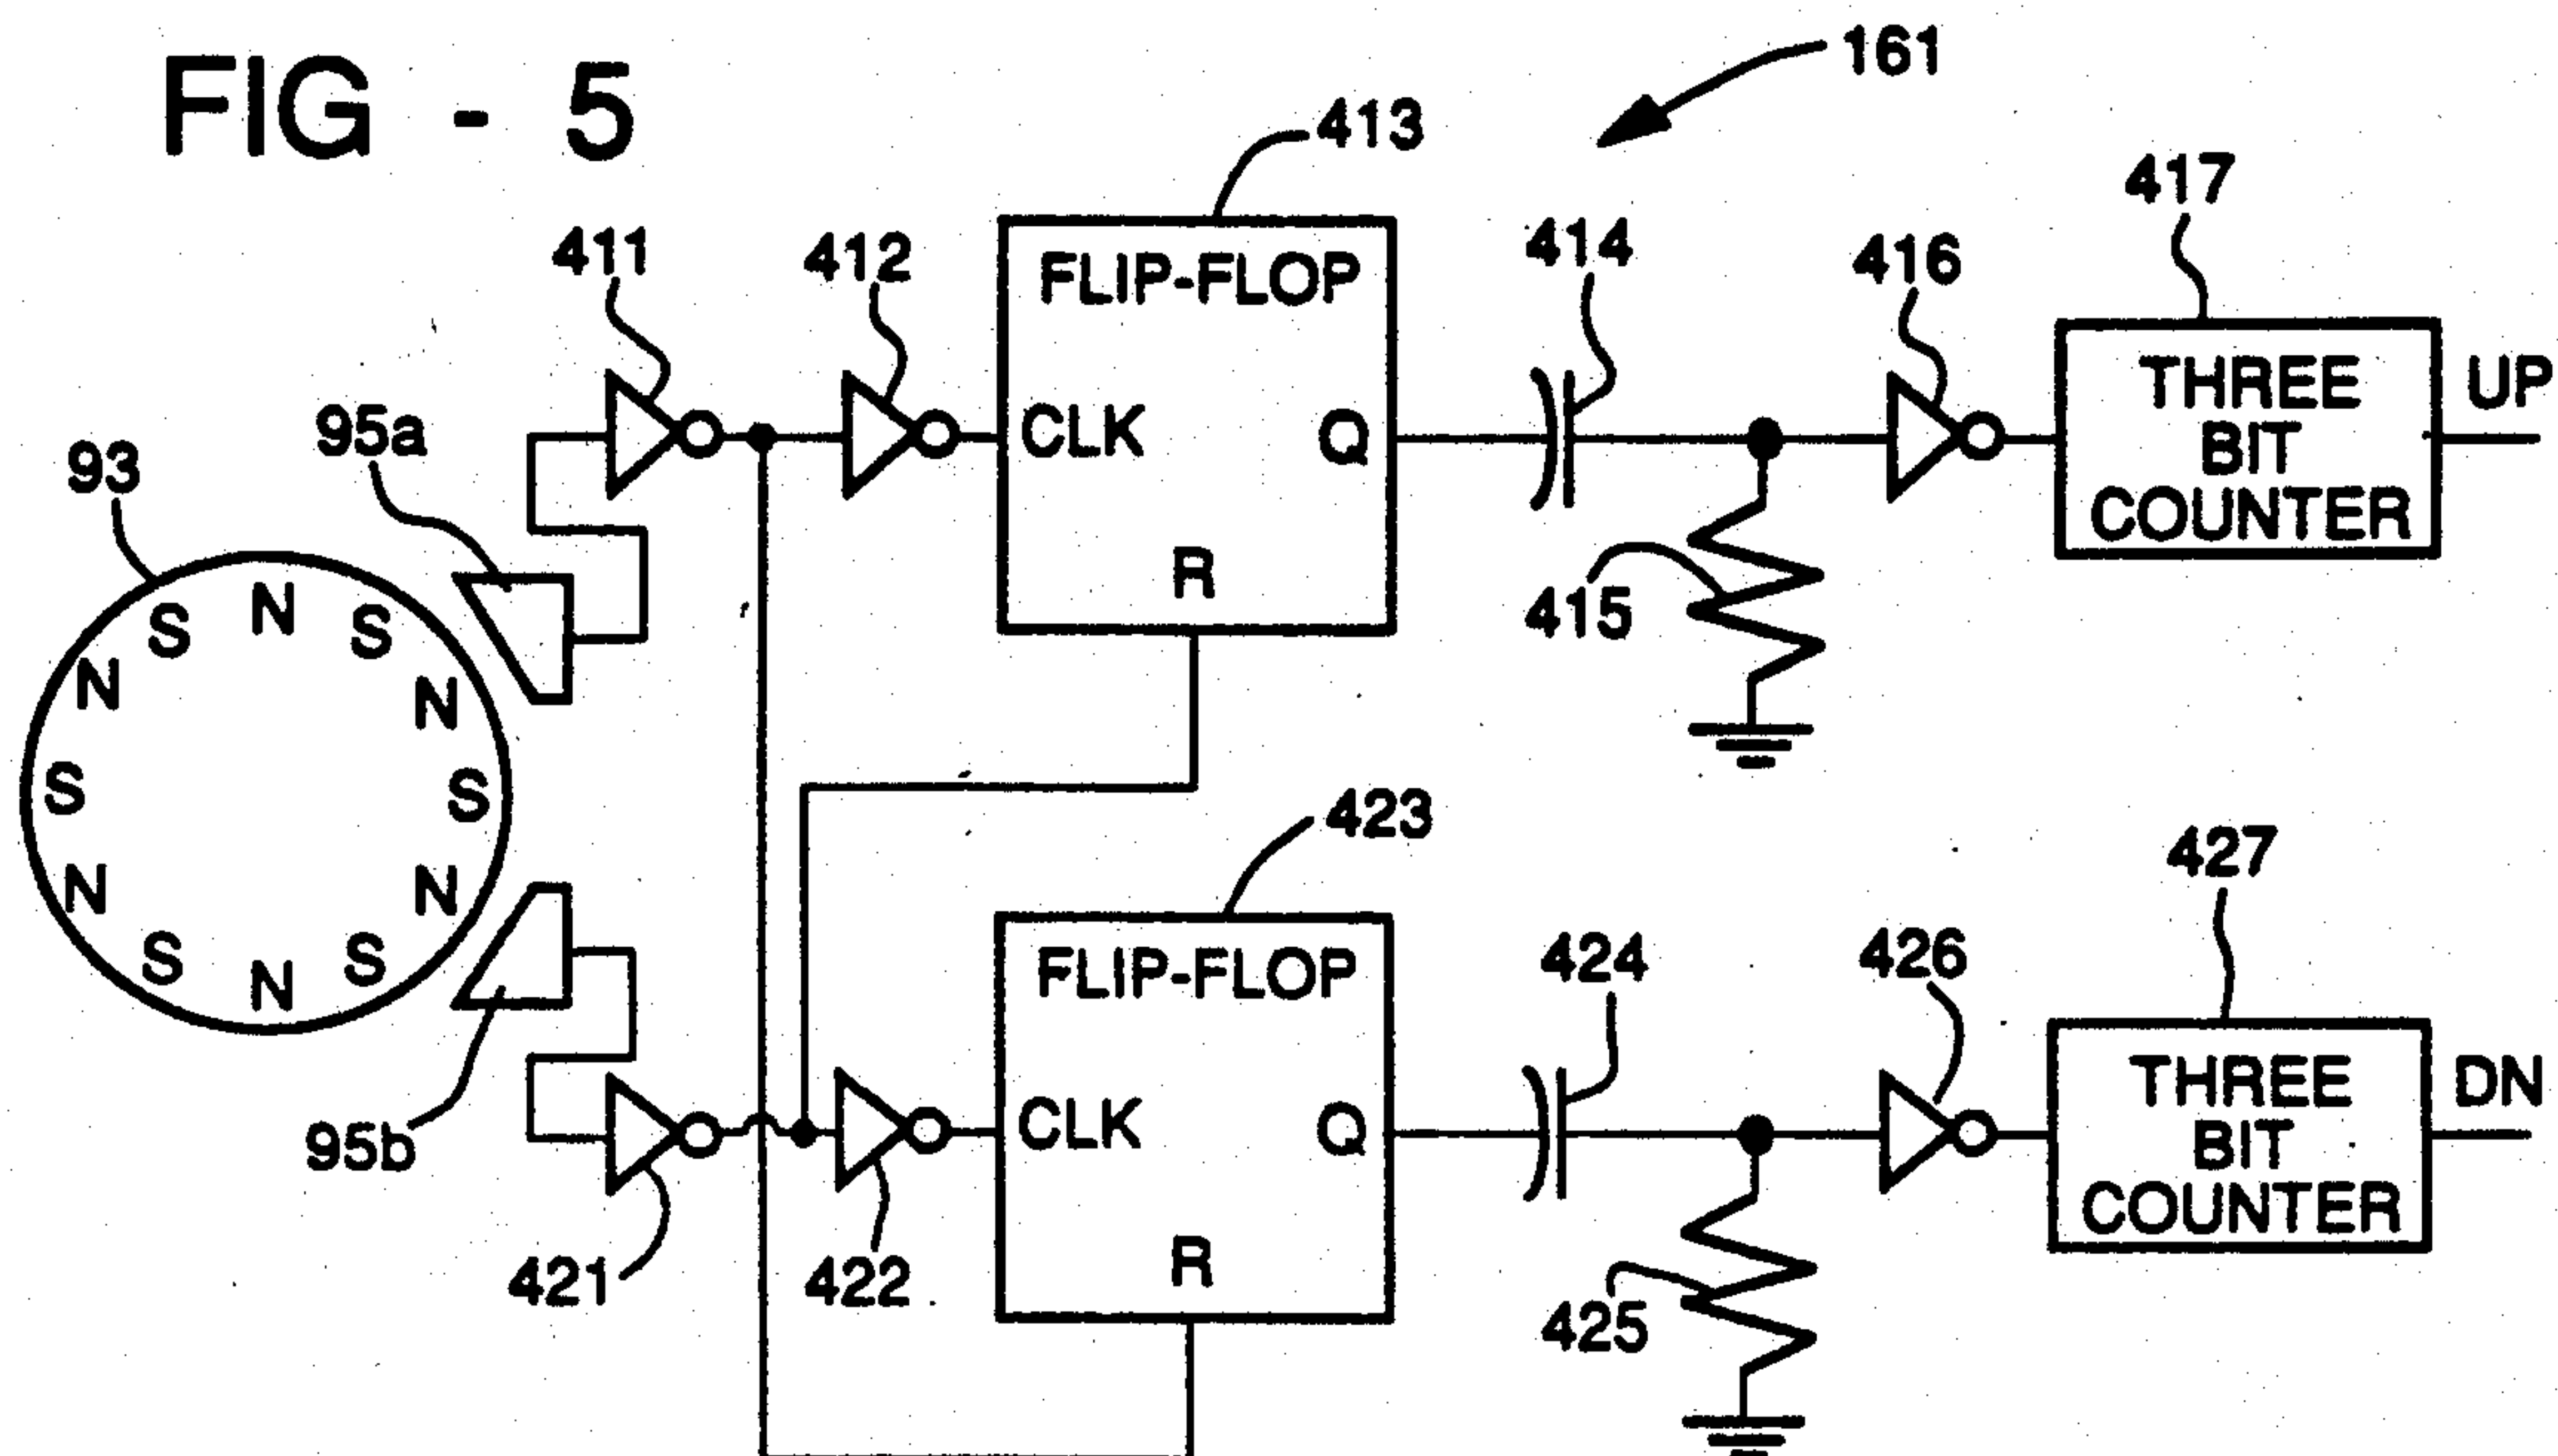 FIG - 5
161
413
417
411
412
414
416
FLIP-FLOP
CLK
Q
R
THREE
BIT
COUNTER
UP
95a
93
415
N
S
N
S
N
S
N
S
N
S
N
S
423
427
95b
421
422
FLIP-FLOP
CLK
Q
R
424
426
425
THREE
BIT
COUNTER
DN